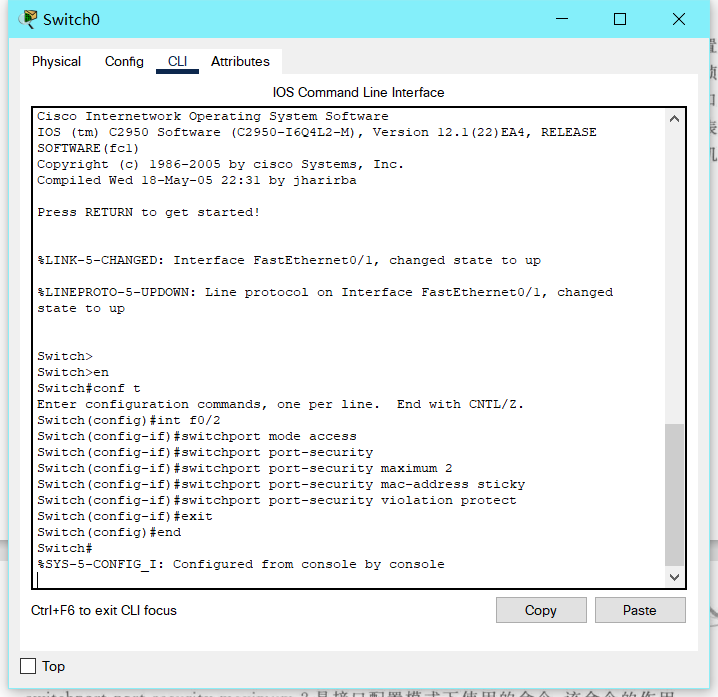 Switch0
Physical Config CLI Attributes
IOS Command Line Interface
Cisco Internetwork Operating System Software
IOS (tm) C2950 Software (C2950-I6Q4L2-M), Version 12.1(22)EA4, RELEASE
SOFTWARE(fc1)
Copyright (c) 1986-2005 by cisco Systems, Inc.
Compiled Wed 18-May-05 22:31 by jharirba
Press RETURN to get started!
%LINK-5-CHANGED: Interface FastEthernet0/1, changed state to up
%LINEPROTO-5-UPDOWN: Line protocol on Interface FastEthernet0/1, changed
state to up
Switch>
Switch>en
Switch#conf t
Enter configuration commands, one per line.  End with CNTL/Z.
Switch(config)#int f0/2
Switch(config-if)#switchport mode access
Switch(config-if)#switchport port-security
Switch(config-if)#switchport port-security maximum 2
Switch(config-if)#switchport port-security mac-address sticky
Switch(config-if)#switchport port-security violation protect
Switch(config-if)#exit
Switch(config)#end
Switch#
%SYS-5-CONFIG_I: Configured from console by console
Ctrl+F6 to exit CLI focus
Copy Paste
Top